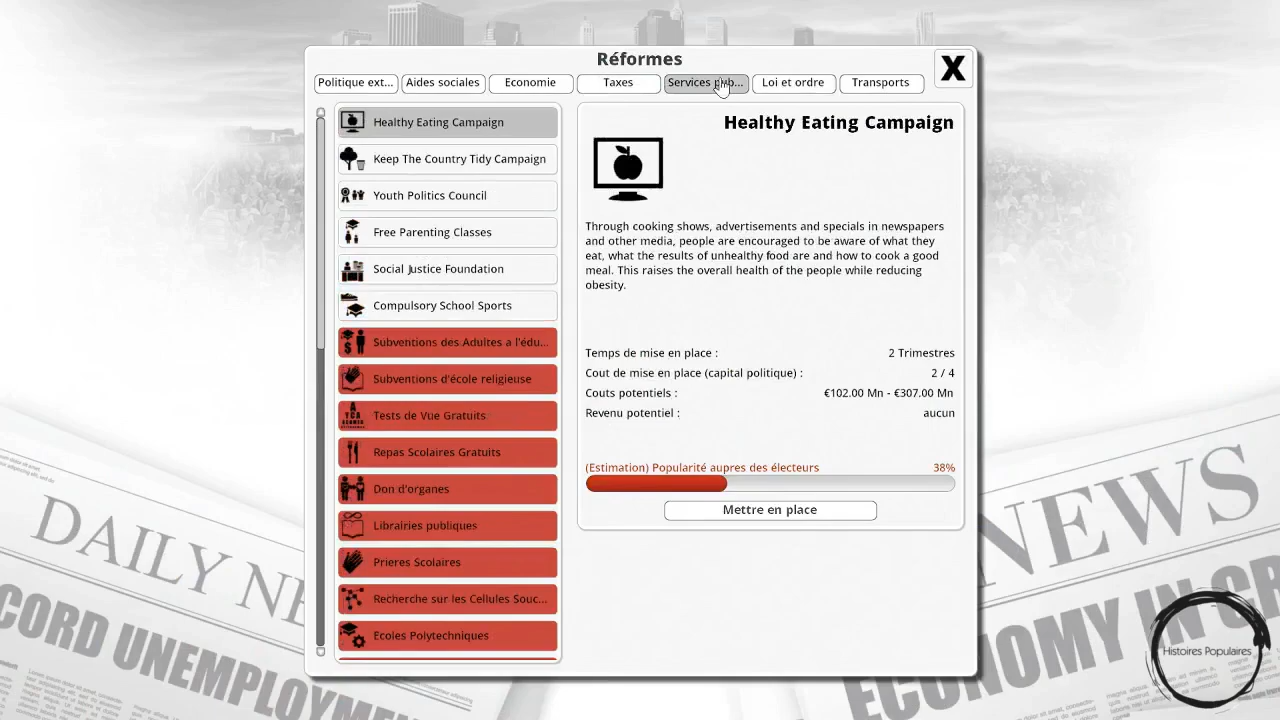 Réformes
X
Politique ext...
Aides sociales
Economie
Taxes
Services pub...
Loi et ordre
Transports
Healthy Eating Campaign
Keep The Country Tidy Campaign
Youth Politics Council
Free Parenting Classes
Social Justice Foundation
Compulsory School Sports
Subventions des Adultes a l'édu...
Subventions d'école religieuse
Tests de Vue Gratuits
Repas Scolaires Gratuits
Don d'organes
Librairies publiques
Prieres Scolaires
Recherche sur les Cellules Souc...
Ecoles Polytechniques
Healthy Eating Campaign
Through cooking shows, advertisements and specials in newspapers
and other media, people are encouraged to be aware of what they
eat, what the results of unhealthy food are and how to cook a good
meal. This raises the overall health of the people while reducing
obesity.
Temps de mise en place :
2 Trimestres
Cout de mise en place (capital politique) :
2 / 4
Couts potentiels :
€102.00 Mn - €307.00 Mn
Revenu potentiel :
aucun
(Estimation) Popularité aupres des électeurs
38%
Mettre en place
DAILY NE
CORD UNEMPLOYM
NEWS
ECONOMY IN CR
Histoires Populaires